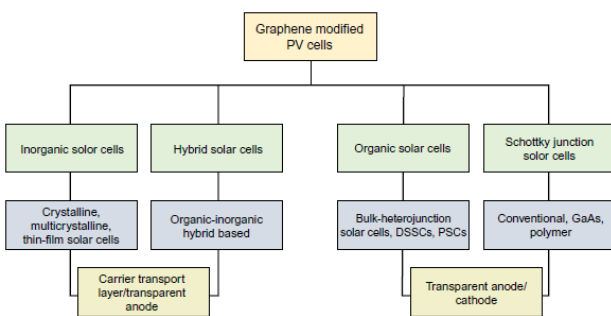 Graphene modified
PV cells
Inorganic solor cells
Hybrid solar cells
Organic solar cells
Schottky junction
solor cells
Crystalline,
multicrystalline,
thin-film solar cells
Organic-inorganic
hybrid based
Bulk-heterojunction
solar cells, DSSCs, PSCs
Conventional, GaAs,
polymer
Carrier transport
layer/transparent
anode
Transparent anode/
cathode